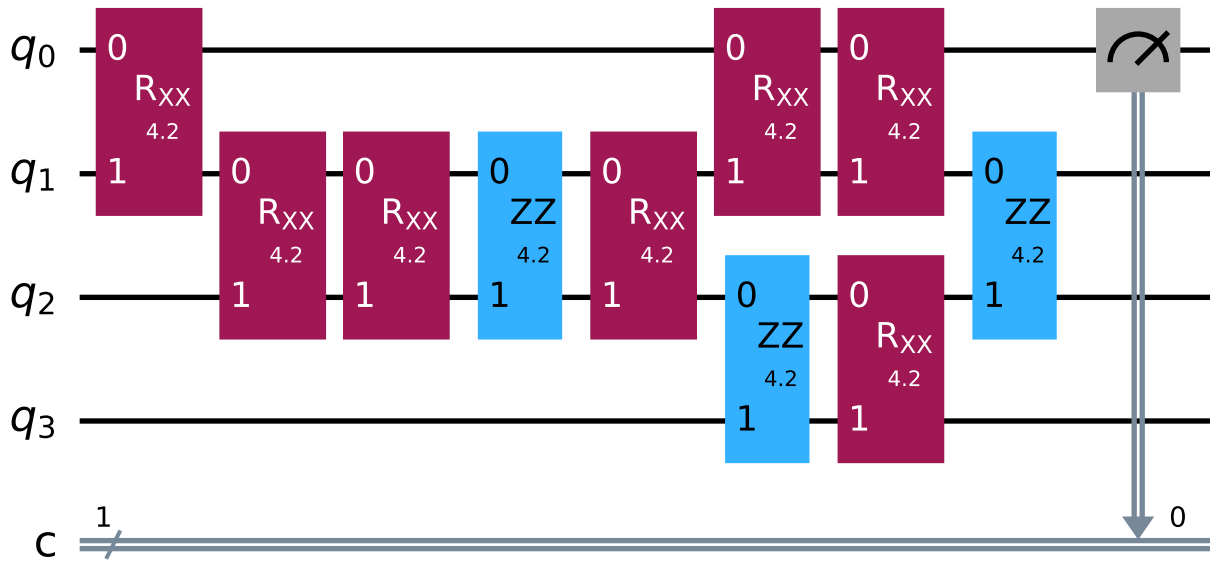 q0 0 0 0
RXX RXX RXX
4.2 4.2 4.2
q1 1 0 0 0 0 1 1 0
RXX RXX ZZ RXX ZZ
4.2 4.2 4.2 4.2 4.2
q2 1 1 1 1 0 0 1
ZZ RXX
4.2 4.2
q3 1 1
1 0
c